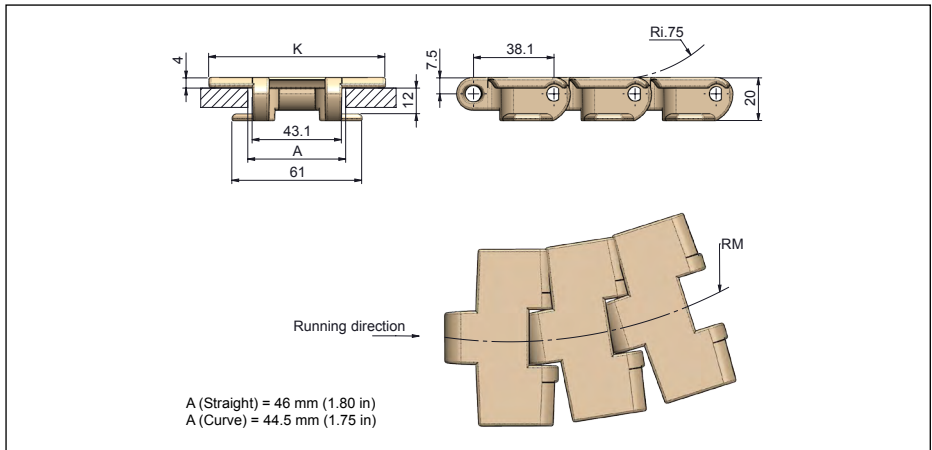 K
4
12
43.1
A
61
7.5
38.1
Ri.75
20
RM
Running direction
A (Straight) = 46 mm (1.80 in)
A (Curve) = 44.5 mm (1.75 in)